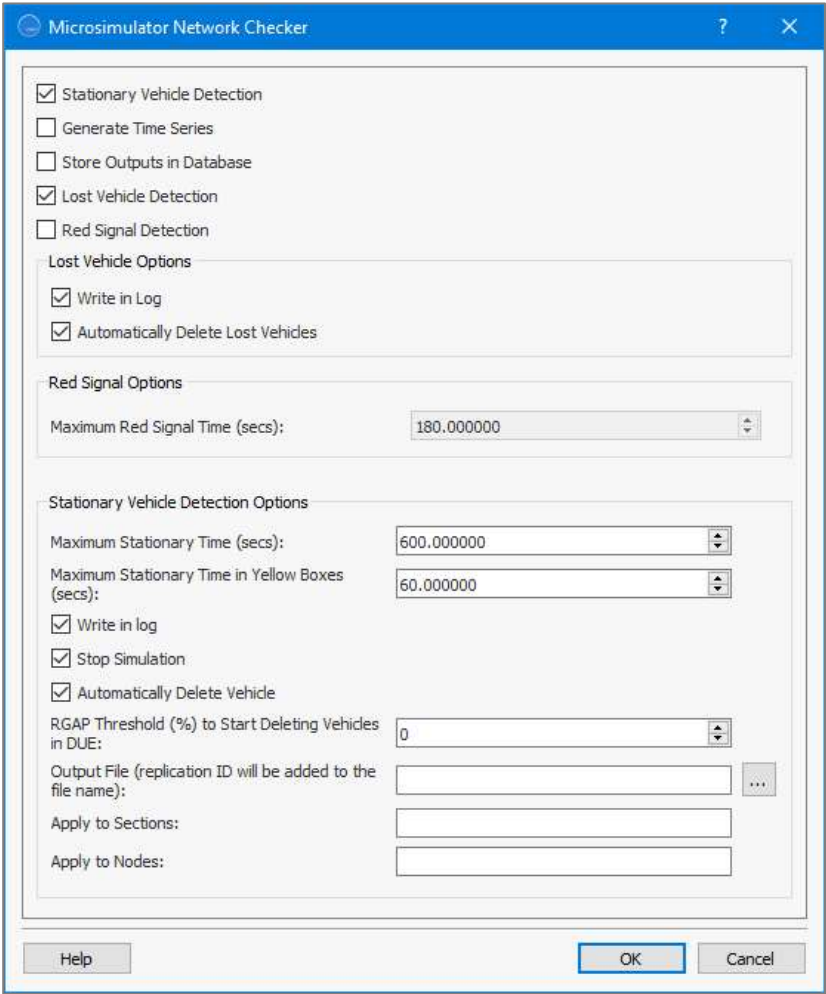 Microsimulator Network Checker
?
Stationary Vehicle Detection
Generate Time Series
Store Outputs in Database
Lost Vehicle Detection
Red Signal Detection
Lost Vehicle Options
Write in Log
Automatically Delete Lost Vehicles
Red Signal Options
Maximum Red Signal Time (secs):
180.000000
Stationary Vehicle Detection Options
Maximum Stationary Time (secs):
600.000000
Maximum Stationary Time in Yellow Boxes
(secs):
60.000000
Write in log
Stop Simulation
Automatically Delete Vehicle
RGAP Threshold (%) to Start Deleting Vehicles
in DUE:
0
Output File (replication ID will be added to the
file name):
...
Apply to Sections:
Apply to Nodes:
Help
OK
Cancel